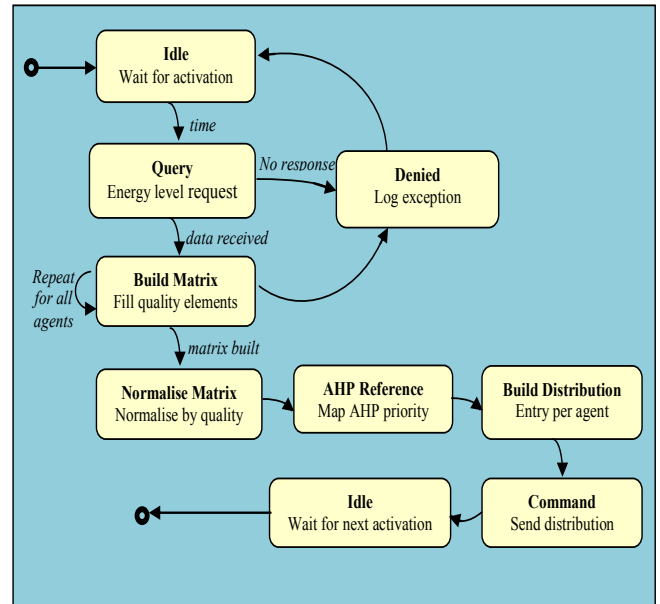 Idle
Wait for activation
time
Query
Energy level request
No response
Denied
Log exception
data received
Repeat
for all
agents
Build Matrix
Fill quality elements
matrix built
Normalise Matrix
Normalise by quality
AHP Reference
Map AHP priority
Build Distribution
Entry per agent
Idle
Wait for next activation
Command
Send distribution